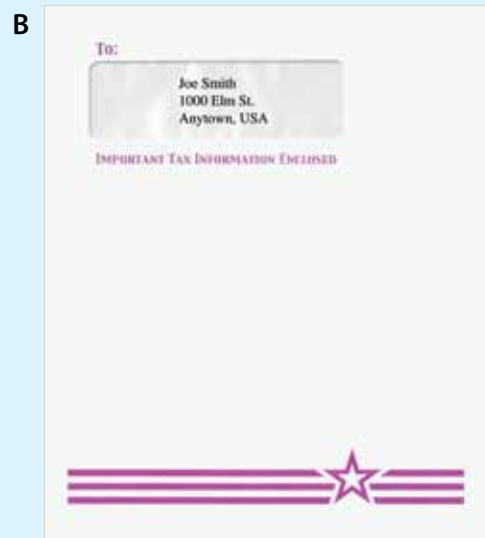 B
To:
Joe Smith
1000 Elm St.
Anytown, USA
IMPORTANT TAX INFORMATION ENCLOSED